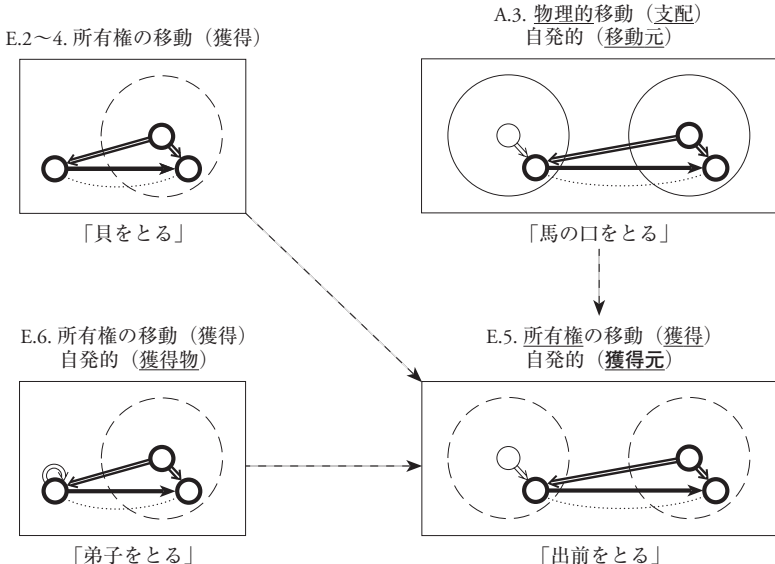 E.2～4. 所有権の移動（獲得）
「貝をとる」
A.3. 物理的移動（支配）
自発的（移動元）
「馬の口をとる」
E.6. 所有権の移動（獲得）
自発的（獲得物）
「弟子をとる」
E.5. 所有権の移動（獲得）
自発的（獲得元）
「出前をとる」